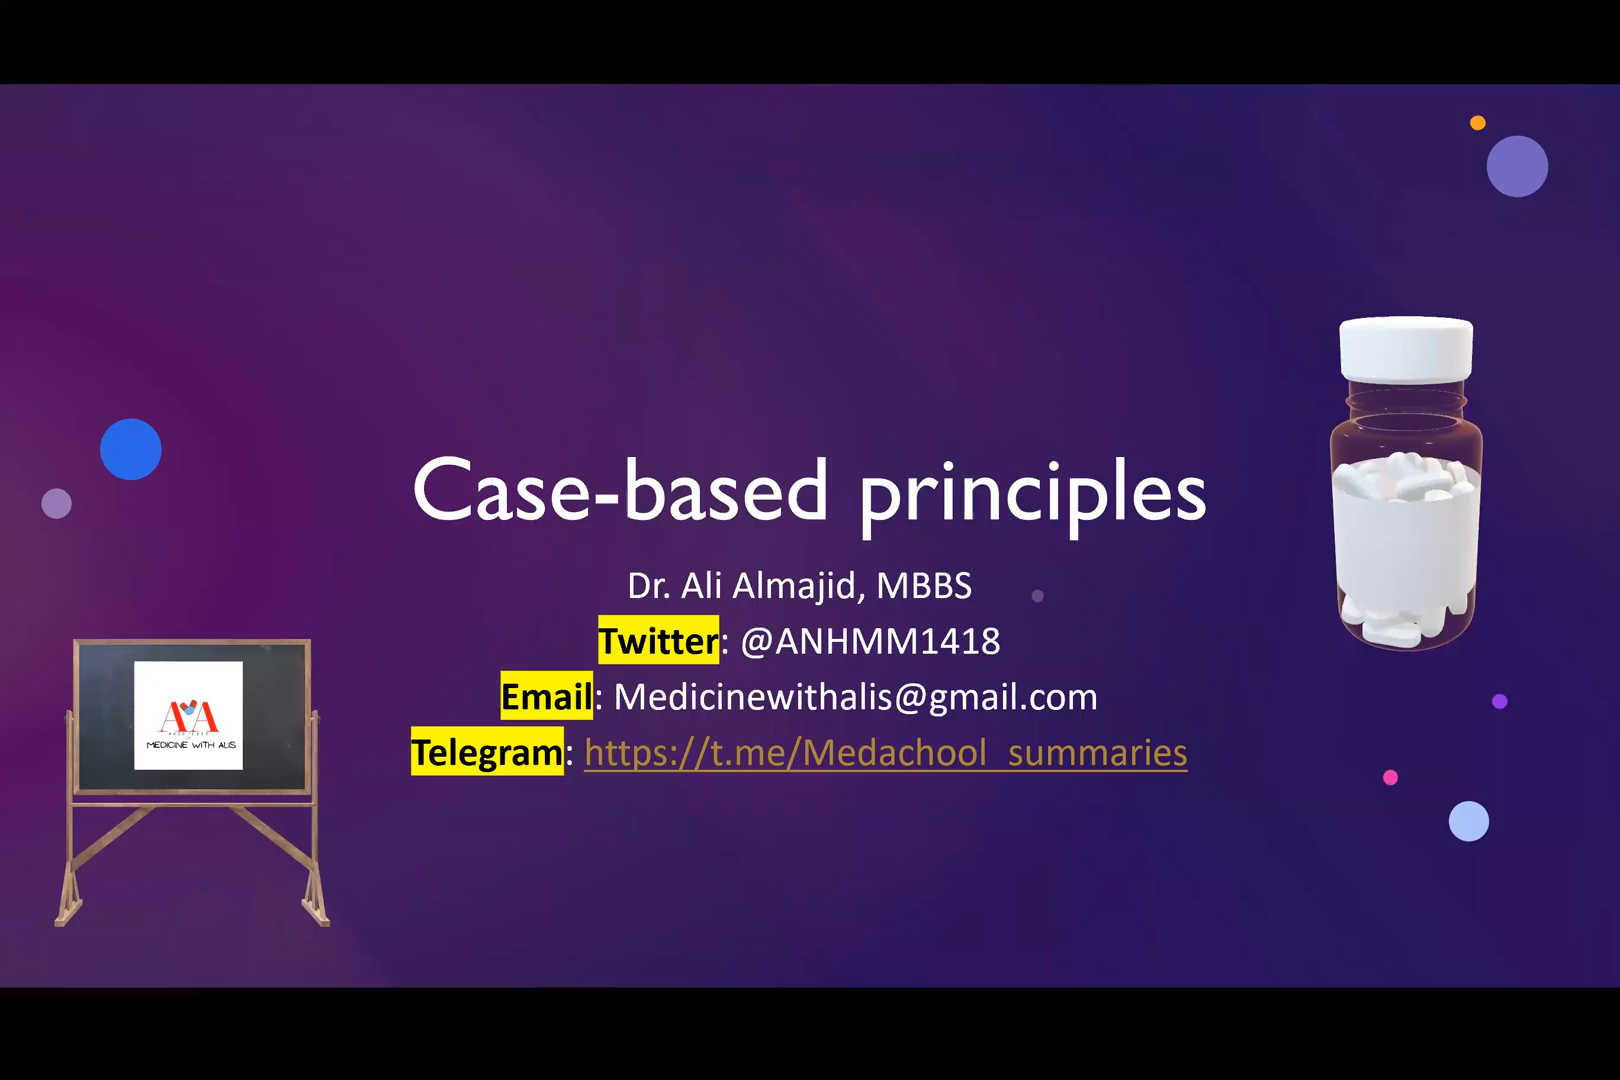 Case-based principles
Dr. Ali Almajid, MBBS
Twitter: @ANHMM1418
Email: Medicinewithalis@gmail.com
Telegram: https://t.me/Medachool_summaries
MEDICINE WITH ALIS